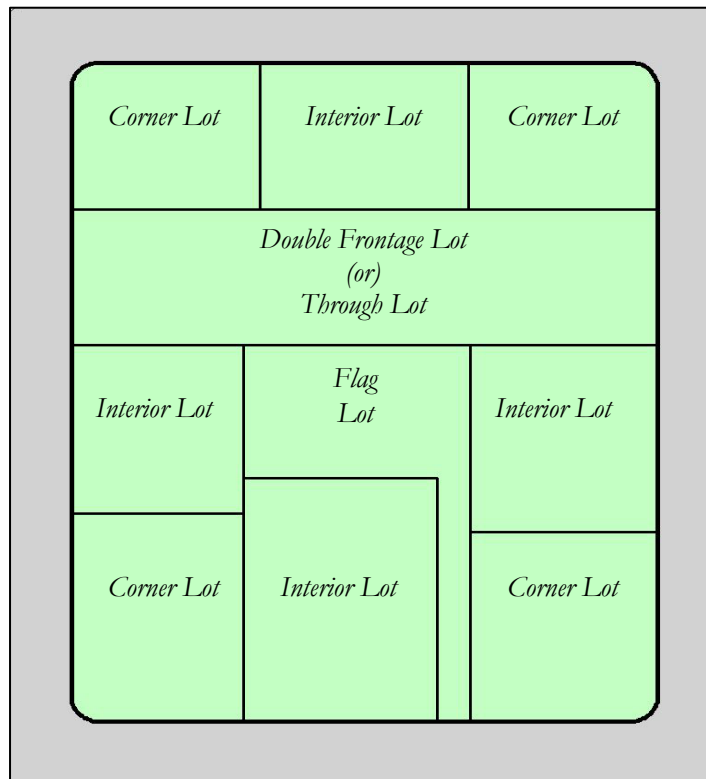 Corner Lot
Interior Lot
Corner Lot
Double Frontage Lot
(or)
Through Lot
Flag
Lot
Interior Lot
Interior Lot
Corner Lot
Interior Lot
Corner Lot